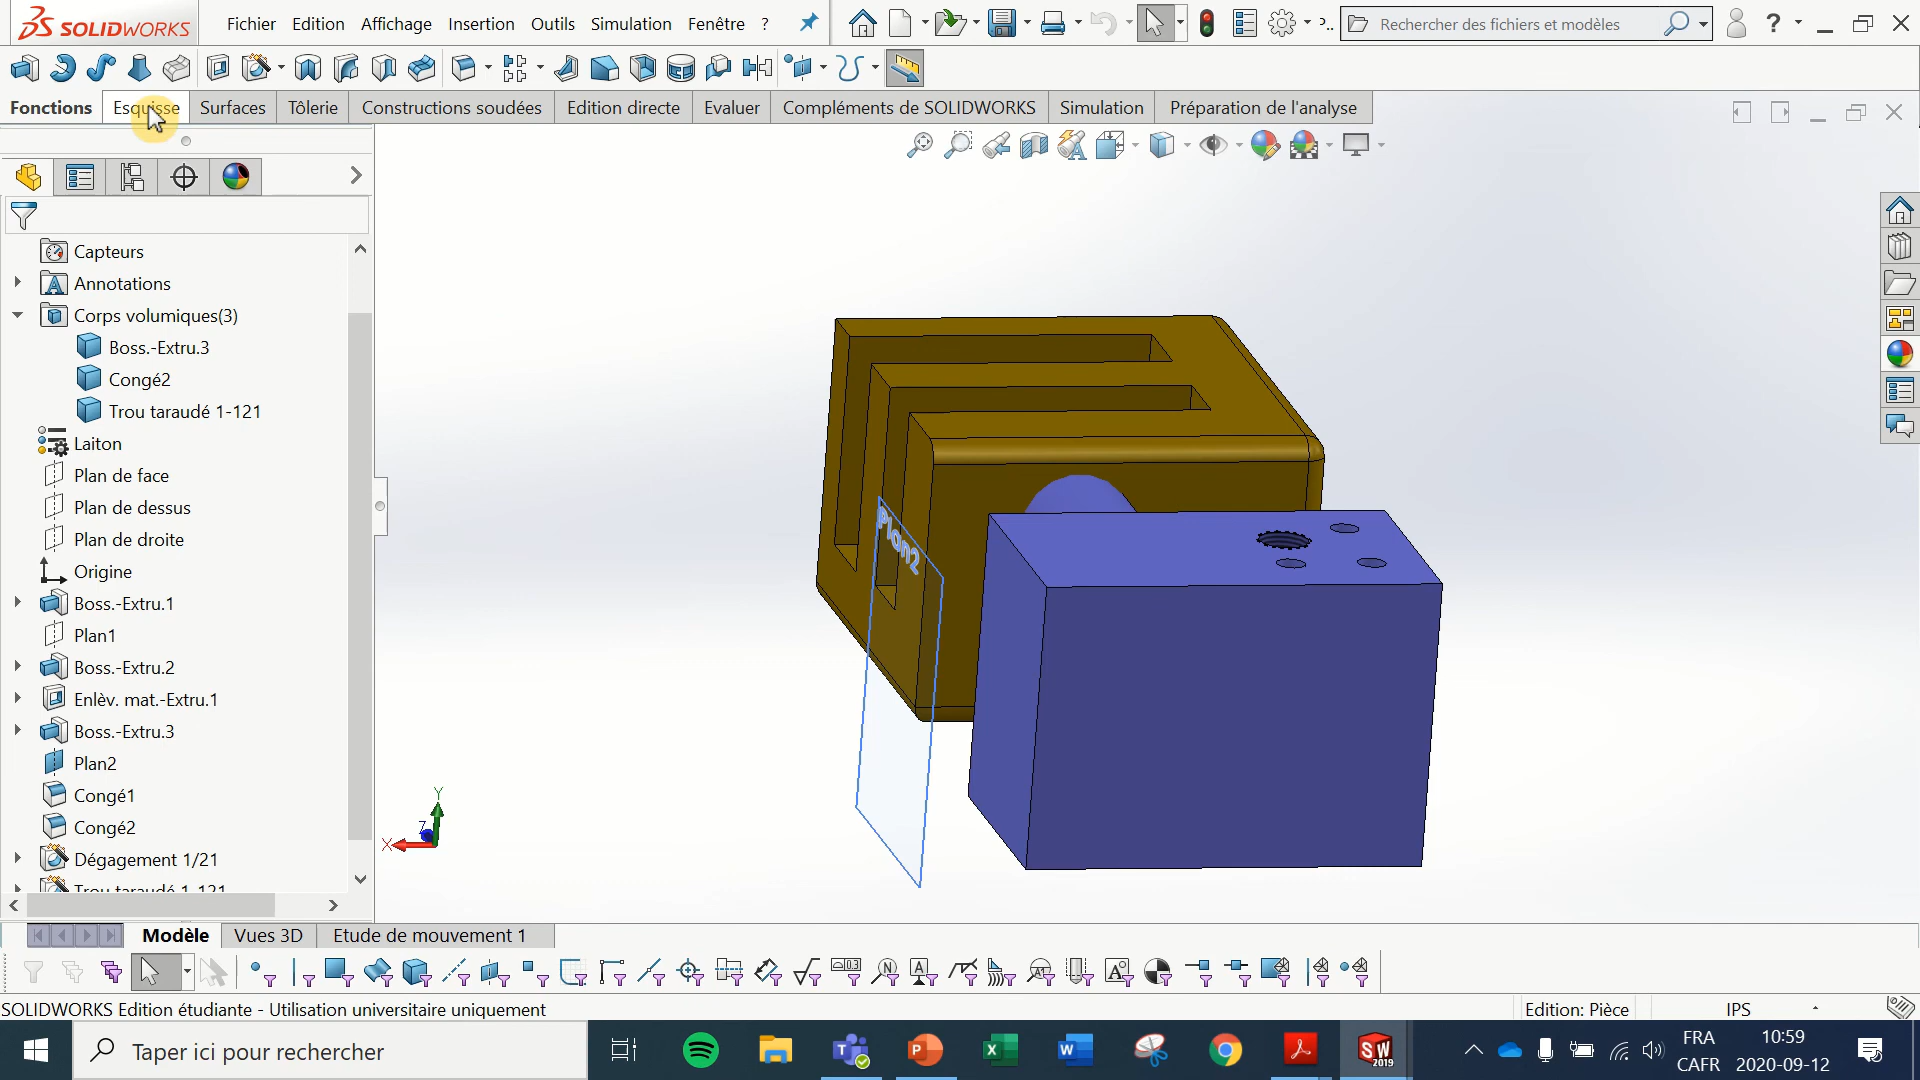 SOLIDWORKS
Fichier Edition Affichage Insertion Outils Simulation Fenêtre ?
Rechercher des fichiers et modèles
Fonctions Esquisse Surfaces Tôlerie Constructions soudées Edition directe Evaluer Compléments de SOLIDWORKS Simulation Préparation de l'analyse
Capteurs
Annotations
Corps volumiques(3)
Boss.-Extru.3
Congé2
Trou taraudé 1-121
Laiton
Plan de face
Plan de dessus
Plan de droite
Origine
Boss.-Extru.1
Plan1
Boss.-Extru.2
Enlèv. mat.-Extru.1
Boss.-Extru.3
Plan2
Congé1
Congé2
Dégagement 1/21
Trou taraudé 1-121
Plan2
Y
X
Z
Modèle Vues 3D Etude de mouvement 1
SOLIDWORKS Edition étudiante - Utilisation universitaire uniquement
Edition: Pièce
IPS
Taper ici pour rechercher
FRA
CAFR
10:59
2020-09-12